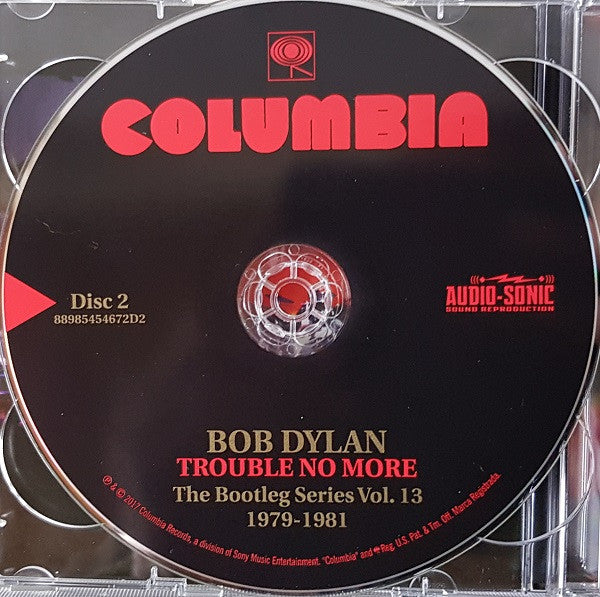 COLUMBIA
Disc 2
88985454672D2
AUDIO-SONIC
SOUND REPRODUCTION
BOB DYLAN
TROUBLE NO MORE
The Bootleg Series Vol. 13
1979-1981
℗ & © 2017 Columbia Records, a division of Sony Music Entertainment. "Columbia" and Reg. U.S. Pat. & Tm. Off. Marca Registrada.